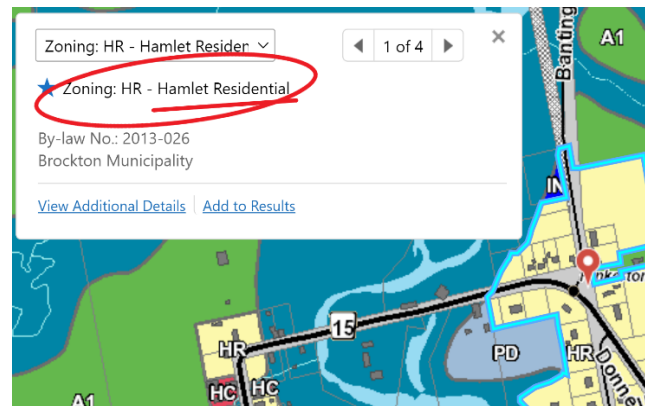 Zoning: HR - Hamlet Resider
1 of 4
Zoning: HR - Hamlet Residential
By-law No.: 2013-026
Brockton Municipality
View Additional Details
Add to Results
Banting
A1
IN
15
HR
PD
HR
HC
HC
A1